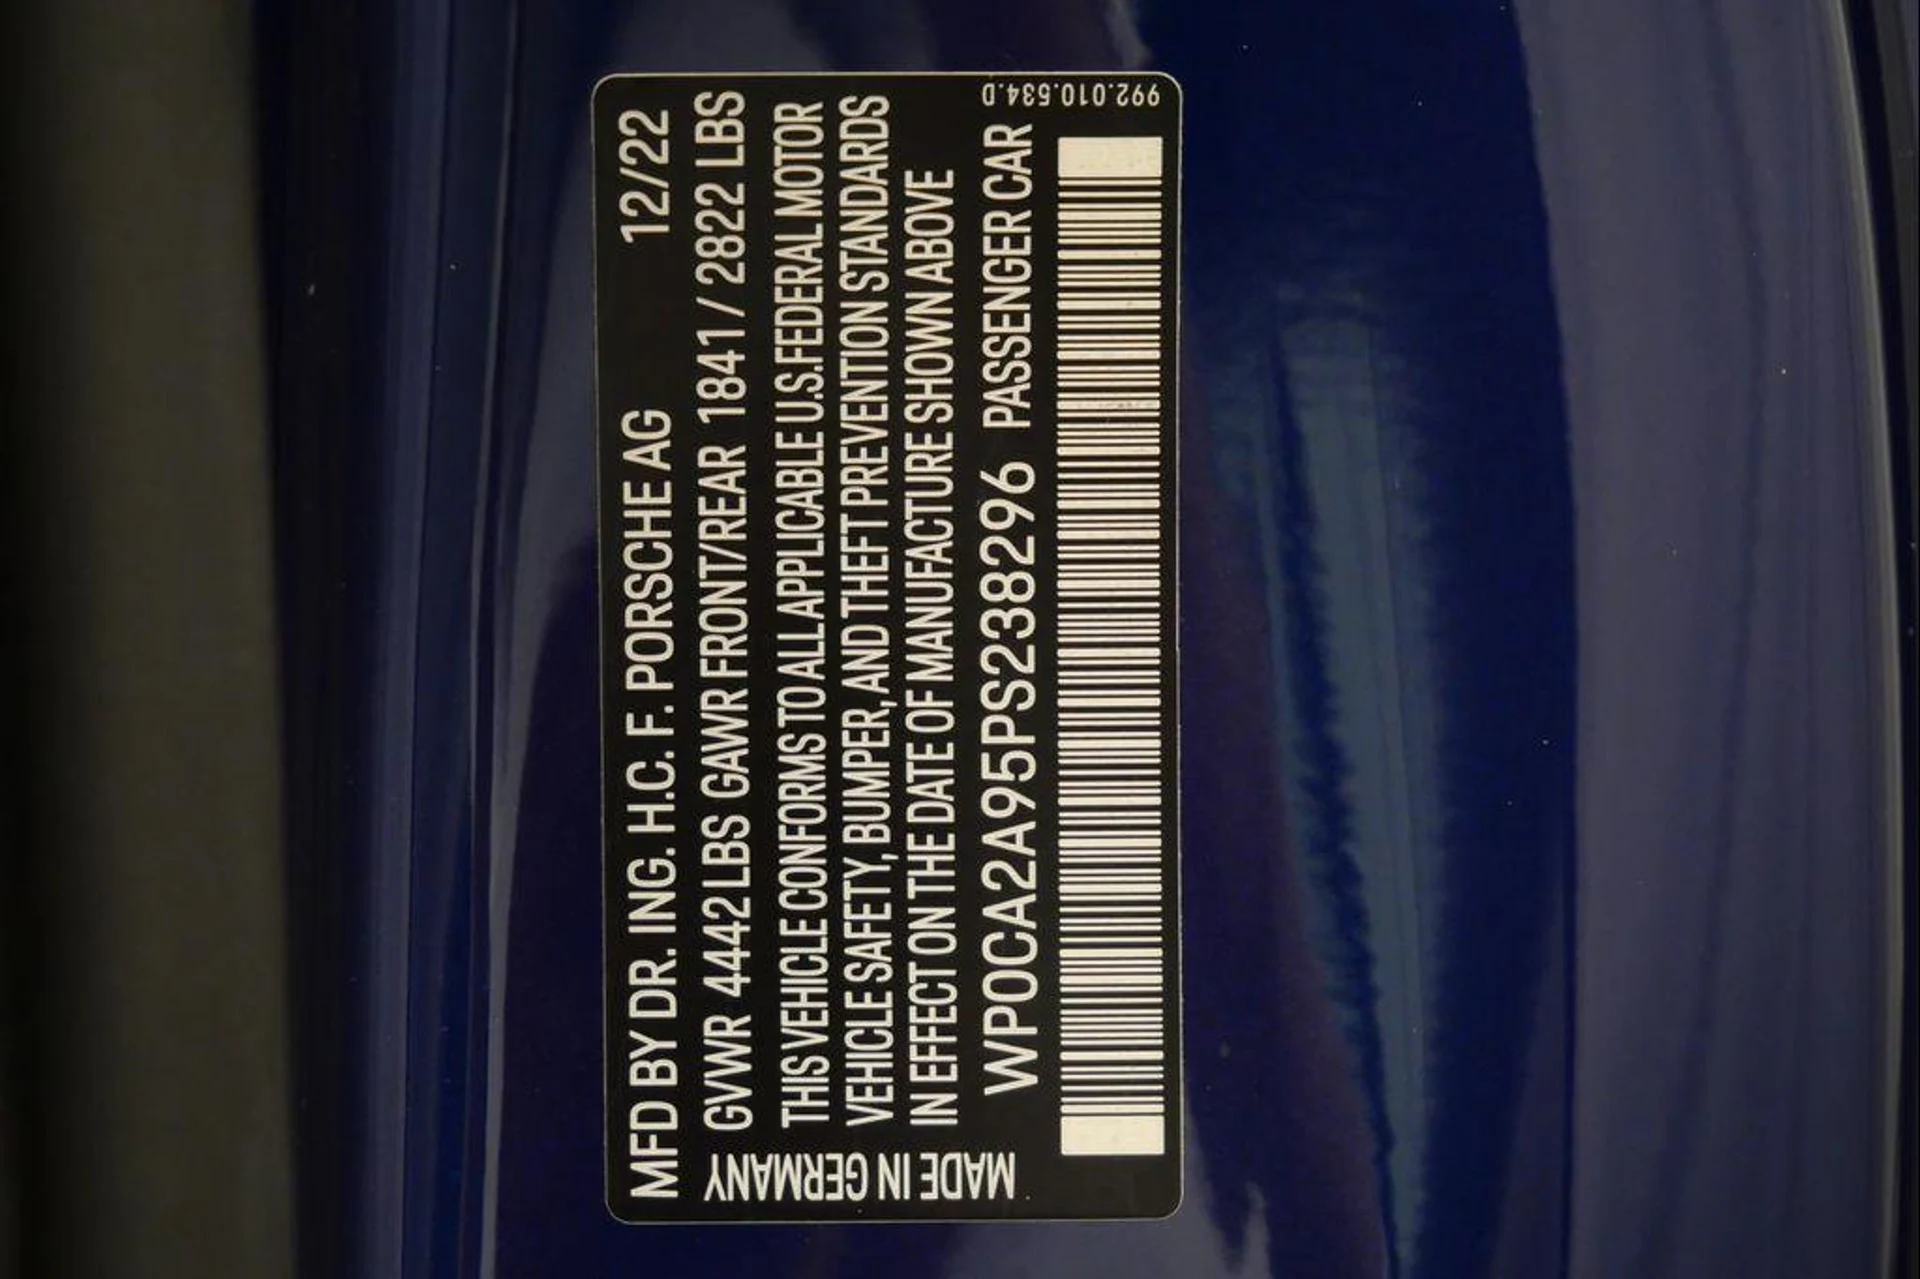 MFD BY DR. ING. H.C. F. PORSCHE AG 12/22
GVWR 4442 LBS GAWR FRONT/REAR 1841 / 2822 LBS
THIS VEHICLE CONFORMS TO ALL APPLICABLE U.S. FEDERAL MOTOR
VEHICLE SAFETY, BUMPER, AND THEFT PREVENTION STANDARDS
IN EFFECT ON THE DATE OF MANUFACTURE SHOWN ABOVE
WP0CA2A95PS238296 PASSENGER CAR
MADE IN GERMANY
992.010.534.D